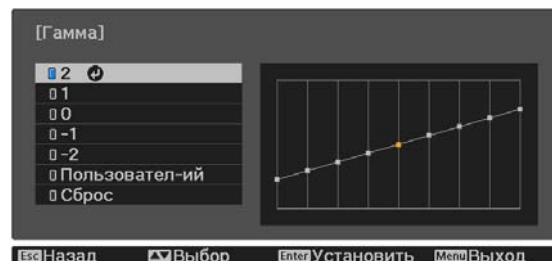 [Гамма]
2
1
0
-1
-2
Пользовател-ий
Сброс
Esc Назад Выбор Enter Установить Menu Выход